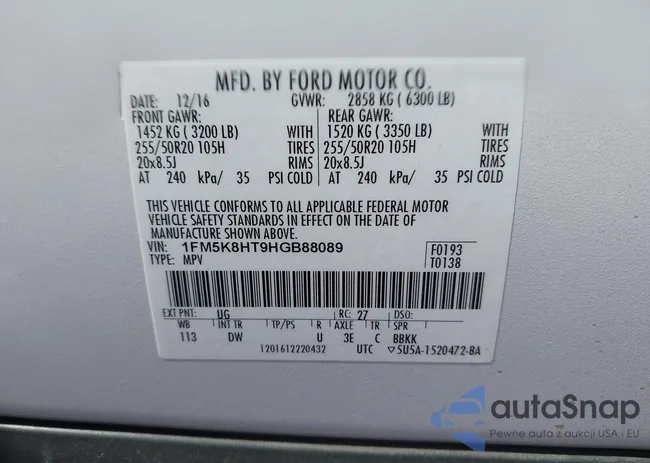 MFD. BY FORD MOTOR CO.
DATE: 12/16 GVWR: 2858 KG ( 6300 LB)
FRONT GAWR: REAR GAWR:
1452 KG ( 3200 LB) WITH 1520 KG ( 3350 LB) WITH
255/50R20 105H TIRES 255/50R20 105H TIRES
20x8.5J RIMS 20x8.5J RIMS
AT 240 kPa/ 35 PSI COLD AT 240 kPa/ 35 PSI COLD
THIS VEHICLE CONFORMS TO ALL APPLICABLE FEDERAL MOTOR
VEHICLE SAFETY STANDARDS IN EFFECT ON THE DATE OF
MANUFACTURE SHOWN ABOVE.
VIN: 1FM5K8HT9HGB88089 F0193
TYPE: MPV T0138
EXT PNT: UG RC: 27 DSO:
WB INT TR TP/PS R AXLE TR SPR
113 DW U 3E C BBKK
1201612220432 UTC ▽5U5A-1520472-BA
autaSnap
Pewne auta z aukcji USA i EU